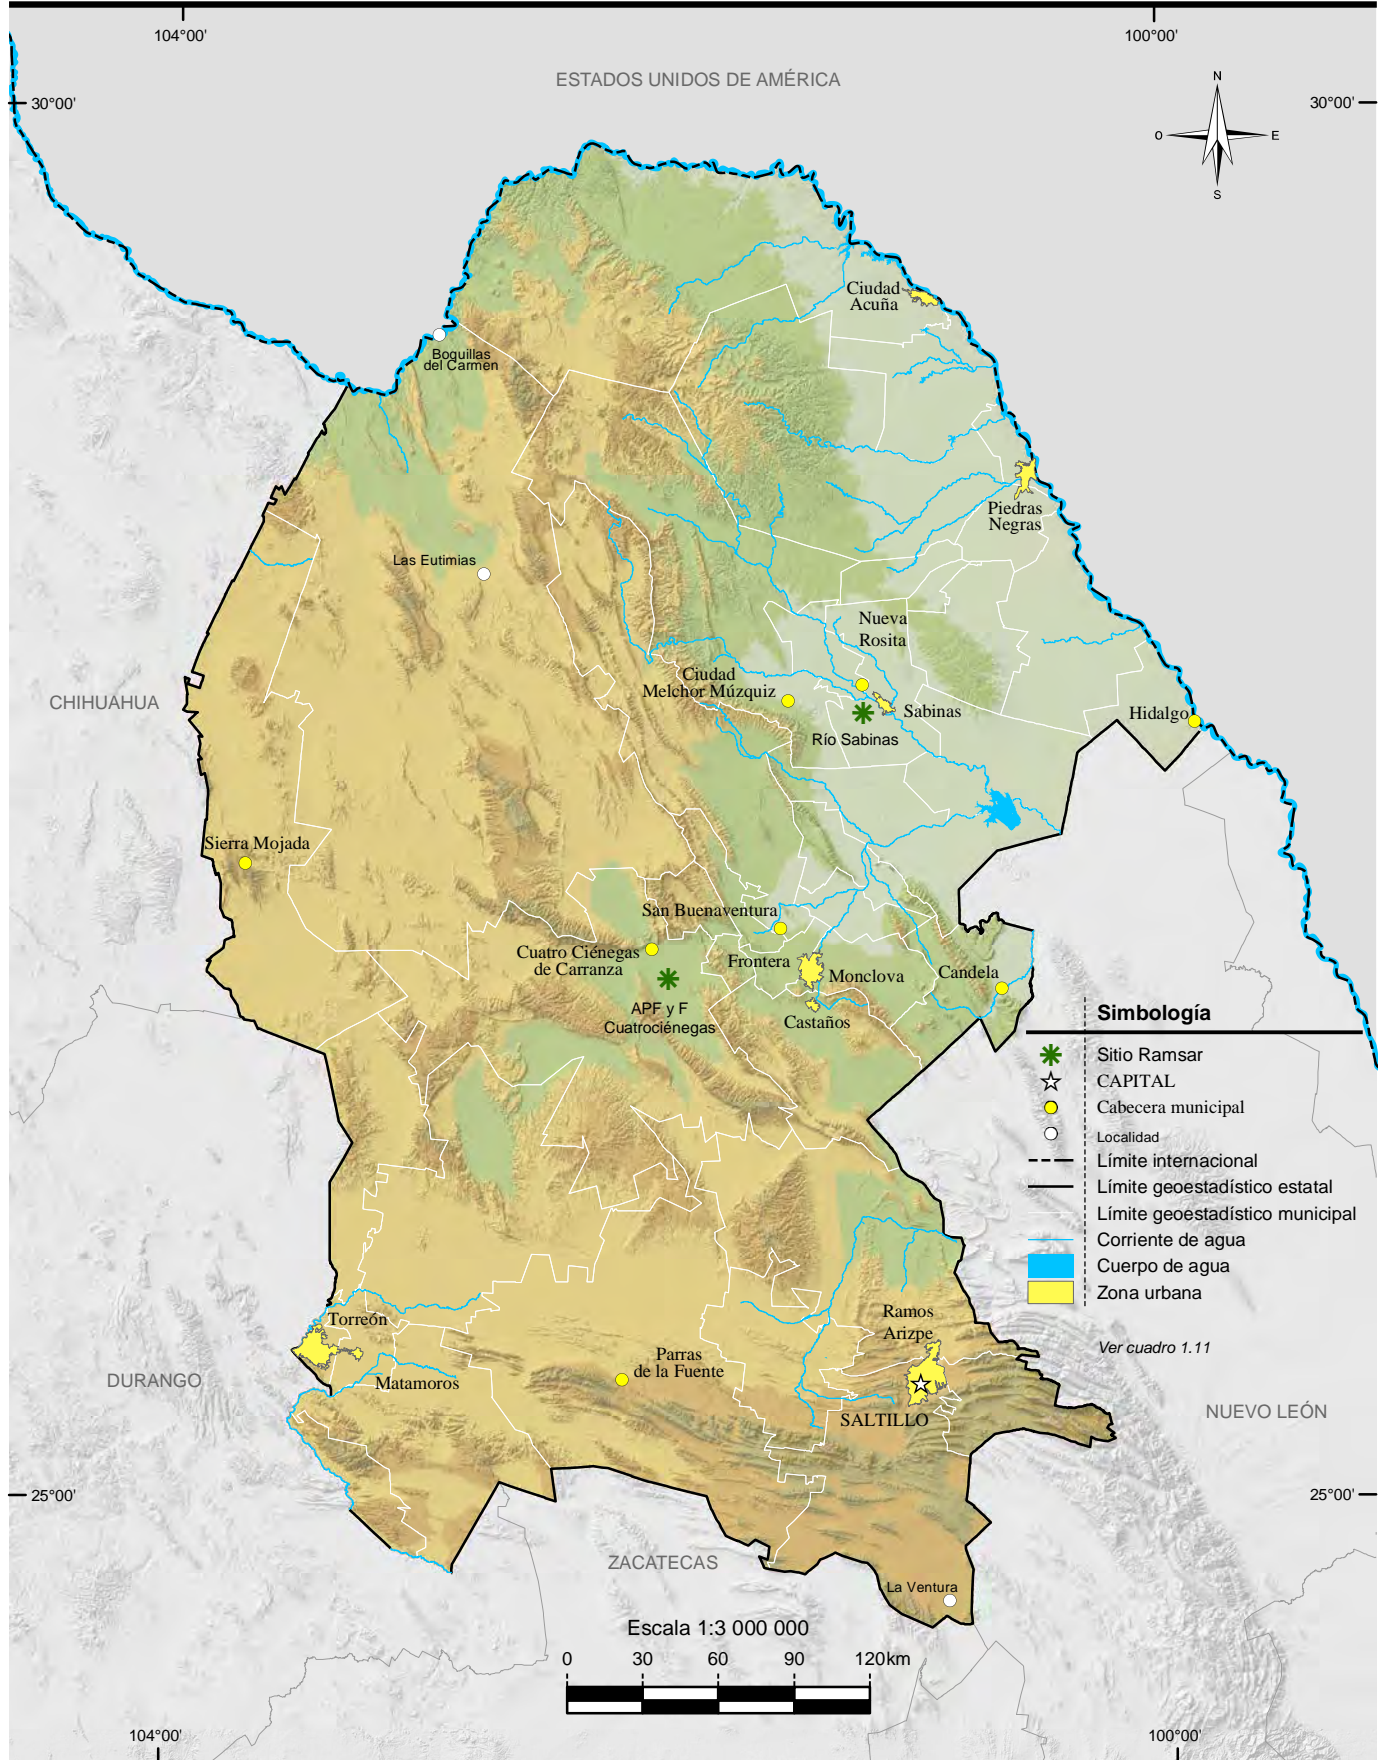 104°00'
100°00'
ESTADOS UNIDOS DE AMÉRICA
30°00'
30°00'
N
O
E
S
Ciudad
Acuña
Boquillas
del Carmen
Piedras
Negras
Las Eutimias
Nueva
Rosita
Ciudad
Melchor Múzquiz
CHIHUAHUA
Sabinas
Hidalgo
Río Sabinas
Sierra Mojada
San Buenaventura
Cuatro Ciénegas
de Carranza
Frontera
Monclova
Candela
APF y F
Cuatrociénegas
Castaños
Simbología
Sitio Ramsar
CAPITAL
Cabecera municipal
Localidad
Límite internacional
Límite geoestadístico estatal
Límite geoestadístico municipal
Corriente de agua
Cuerpo de agua
Zona urbana
Ver cuadro 1.11
Torreón
Ramos
Arizpe
Parras
de la Fuente
Matamoros
DURANGO
SALTILLO
NUEVO LEÓN
25°00'
25°00'
ZACATECAS
La Ventura
Escala 1:3 000 000
0 30 60 90 120km
104°00'
100°00'